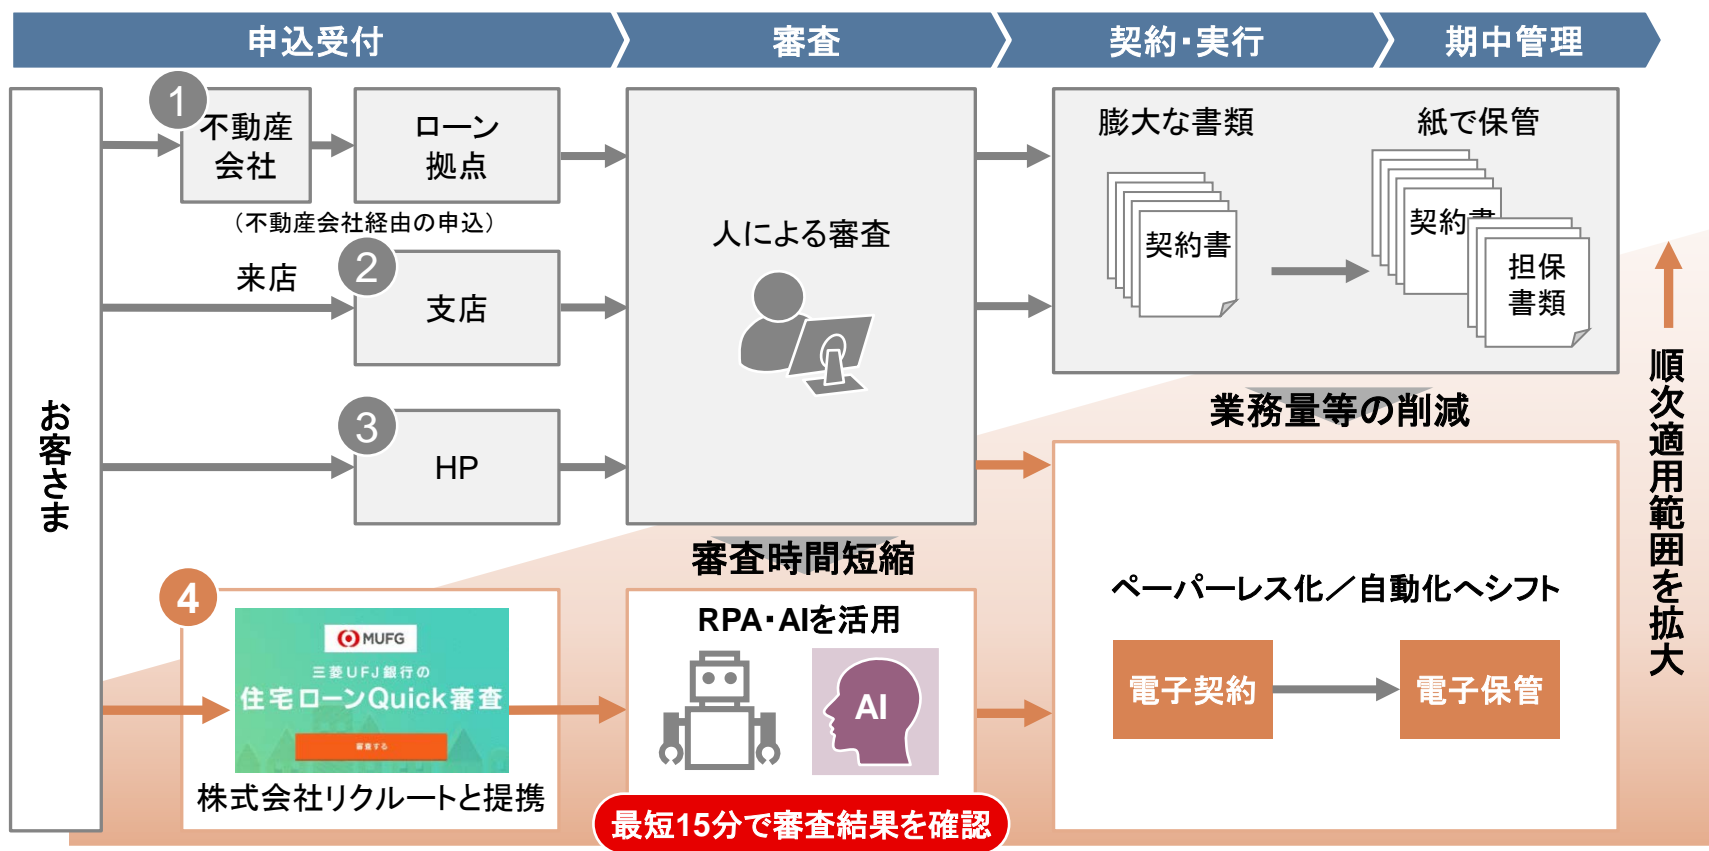 申込受付
審査
契約・実行
期中管理
お客さま
1
不動産
会社
ローン
拠点
（不動産会社経由の申込）
来店
2
支店
3
HP
人による審査
膨大な書類
紙で保管
契約書
契約書
担保
書類
業務量等の削減
審査時間短縮
4
MUFG
三菱UFJ銀行の
住宅ローンQuick審査
審査する
株式会社リクルートと提携
RPA・AIを活用
AI
最短15分で審査結果を確認
ペーパーレス化／自動化へシフト
電子契約
電子保管
順次適用範囲を拡大